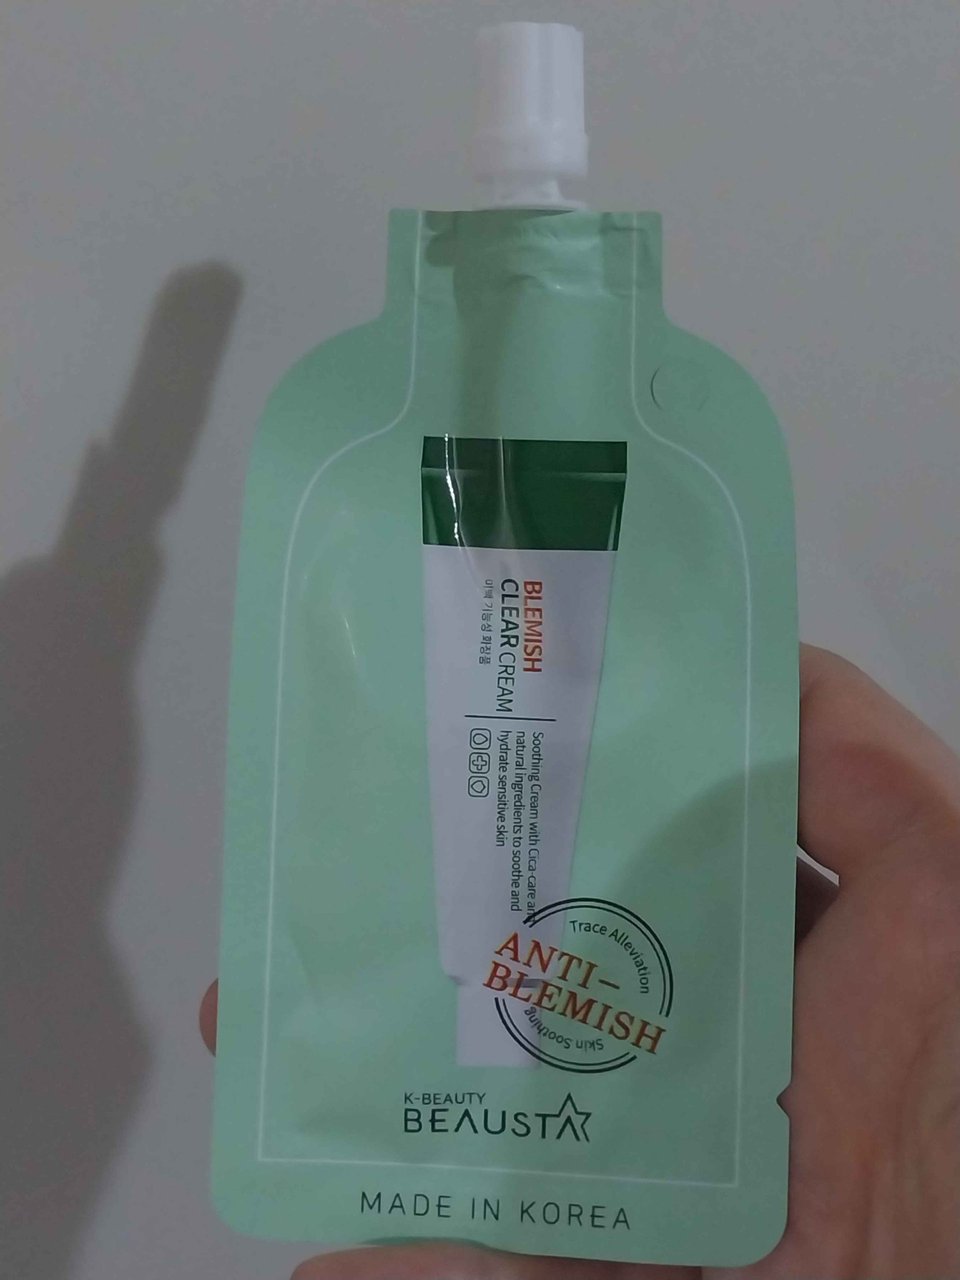 BLEMISH
CLEAR CREAM
미백 기능성 화장품
Soothing Cream with Cica-care and
natural ingredients to soothe and
hydrate sensitive skin
Trace Alleviation
ANTI-
BLEMISH
Skin Soothing
K-BEAUTY
BEAUSTA
MADE IN KOREA